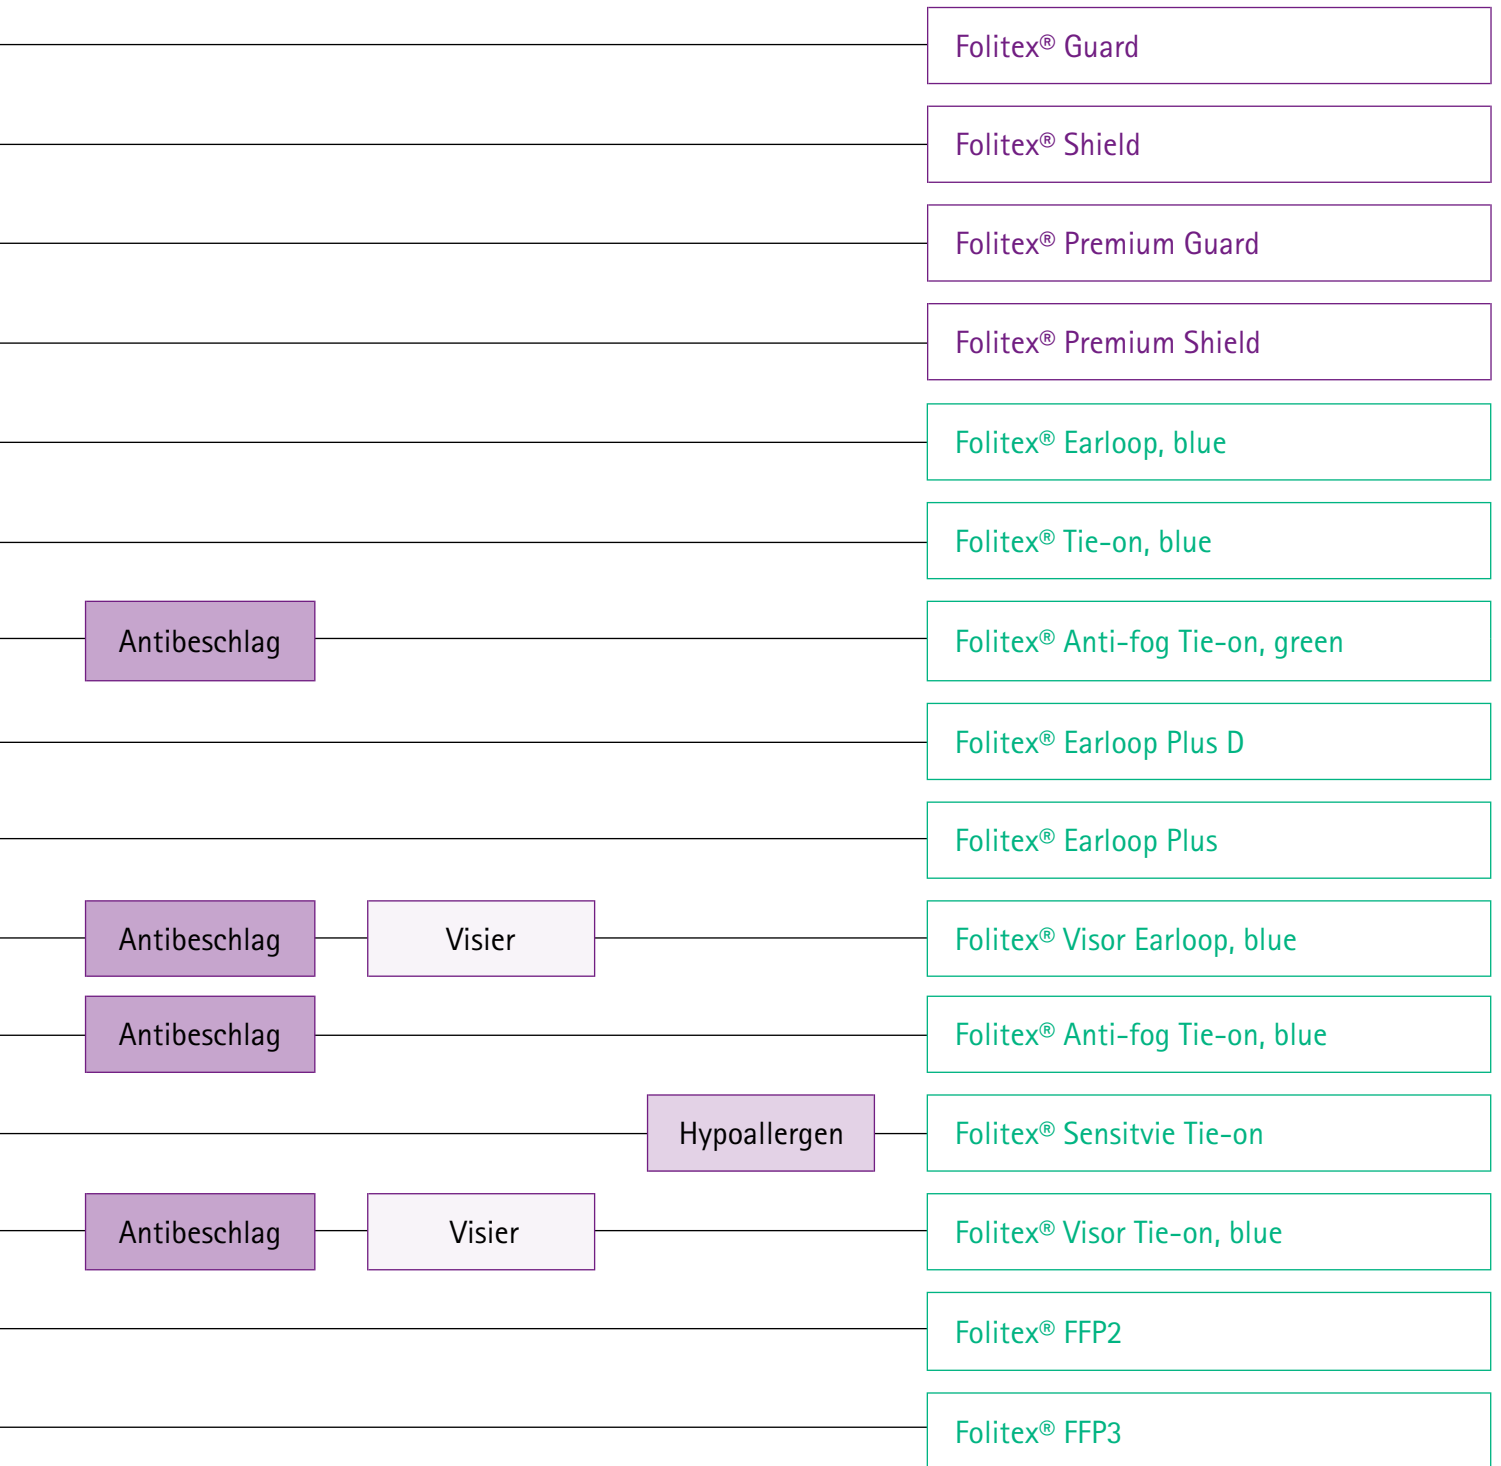 Folitex® Guard
Folitex® Shield
Folitex® Premium Guard
Folitex® Premium Shield
Folitex® Earloop, blue
Folitex® Tie-on, blue
Antibeschlag Folitex® Anti-fog Tie-on, green
Folitex® Earloop Plus D
Folitex® Earloop Plus
Antibeschlag Visier Folitex® Visor Earloop, blue
Antibeschlag Folitex® Anti-fog Tie-on, blue
Hypoallergen Folitex® Sensitvie Tie-on
Antibeschlag Visier Folitex® Visor Tie-on, blue
Folitex® FFP2
Folitex® FFP3